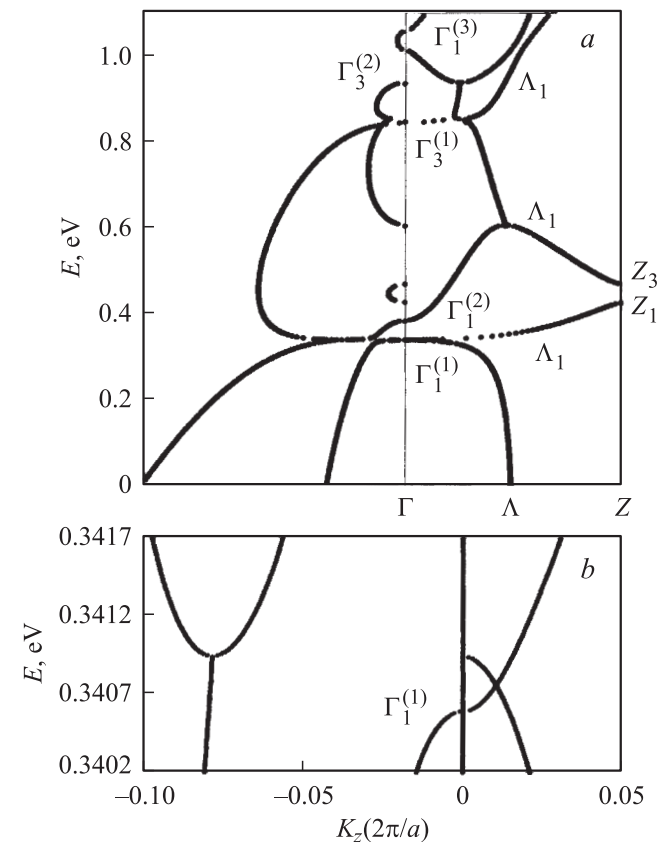 a
1.0
Γ₁⁽³⁾
Γ₃⁽²⁾
Λ₁
0.8
Γ₃⁽¹⁾
E, eV
0.6
Λ₁
Z₃
0.4
Γ₁⁽²⁾
Z₁
Λ₁
Γ₁⁽¹⁾
0.2
0
Γ Λ Z
0.3417
b
0.3412
E, eV
0.3407
Γ₁⁽¹⁾
0.3402
–0.10 –0.05 0 0.05
K_z(2π/a)